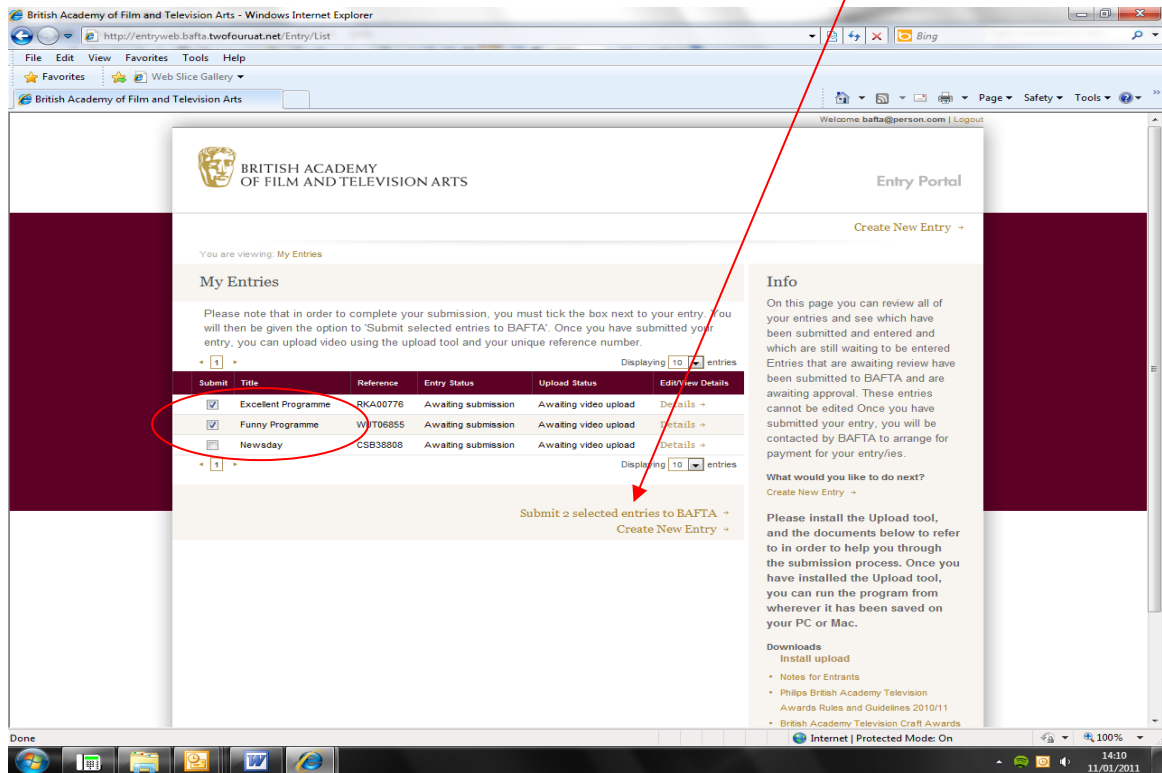 British Academy of Film and Television Arts - Windows Internet Explorer
http://entryweb.bafta.twofouruat.net/Entry/List
Bing
File Edit View Favorites Tools Help
Favorites Web Slice Gallery
British Academy of Film and Television Arts
Page Safety Tools
Welcome bafta@person.com | Logout
BRITISH ACADEMY
OF FILM AND TELEVISION ARTS
Entry Portal
Create New Entry →
You are viewing: My Entries
My Entries
Please note that in order to complete your submission, you must tick the box next to your entry. You
will then be given the option to 'Submit selected entries to BAFTA'. Once you have submitted your
entry, you can upload video using the upload tool and your unique reference number.
1
Displaying 10 entries
Submit Title Reference Entry Status Upload Status Edit/View Details
Excellent Programme RKA00776 Awaiting submission Awaiting video upload Details →
Funny Programme WUT06855 Awaiting submission Awaiting video upload Details →
Newsday CSB38808 Awaiting submission Awaiting video upload Details →
1
Displaying 10 entries
Submit 2 selected entries to BAFTA →
Create New Entry →
Info
On this page you can review all of
your entries and see which have
been submitted and entered and
which are still waiting to be entered
Entries that are awaiting review have
been submitted to BAFTA and are
awaiting approval. These entries
cannot be edited Once you have
submitted your entry, you will be
contacted by BAFTA to arrange for
payment for your entry/ies.
What would you like to do next?
Create New Entry →
Please install the Upload tool,
and the documents below to refer
to in order to help you through
the submission process. Once you
have installed the Upload tool,
you can run the program from
wherever it has been saved on
your PC or Mac.
Downloads
Install upload
• Notes for Entrants
• Philips British Academy Television
Awards Rules and Guidelines 2010/11
• British Academy Television Craft Awards
Done
Internet | Protected Mode: On
100%
14:10
11/01/2011